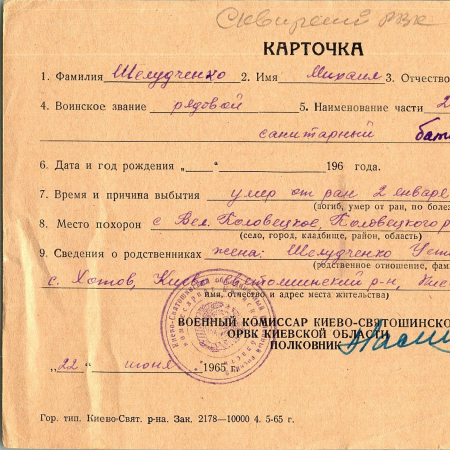 Сквирский РВК
КАРТОЧКА
1. Фамилия Шелудченко 2. Имя Михаил 3. Отчество
4. Воинское звание рядовой 5. Наименование части 2
санитарный бат
6. Дата и год рождения „___“ 196 года.
7. Время и причина выбытия умер от ран 2 января
(погиб, умер от ран, по болез
8. Место похорон с Вел. Половецкое, Половецкого р
(село, город, кладбище, район, область)
9. Сведения о родственниках жена: Шелудченко Уст
(родственное отношение, фам
с. Хотов, Киево Святошинский р-н, Кие
имя, отчество и адрес места жительства)
ВОЕННЫЙ КОМИССАР КИЕВО-СВЯТОШИНСКО
ОРВК КИЕВСКОЙ ОБЛАСТИ
ПОЛКОВНИК
„22“ июня 1965 г.
Гор. тип. Киево-Свят. р-на. Зак. 2178—10000 4. 5-65 г.